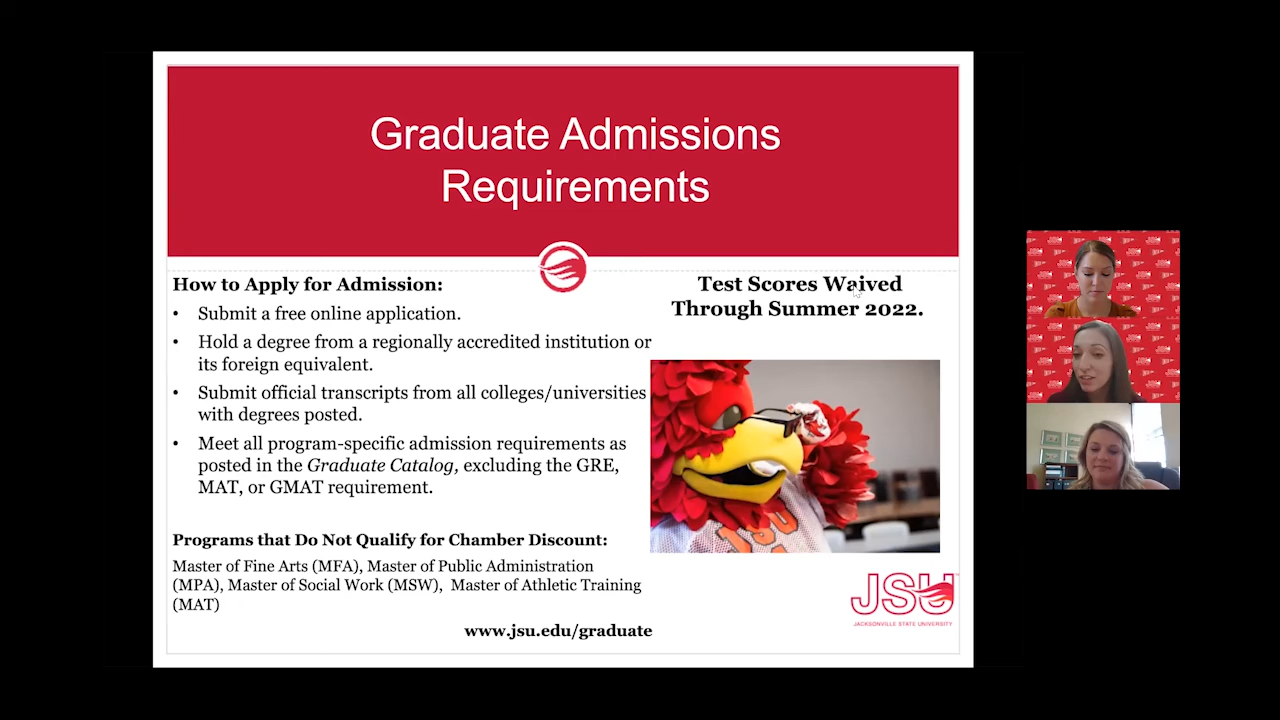 Graduate Admissions
Requirements
How to Apply for Admission:
• Submit a free online application.
• Hold a degree from a regionally accredited institution or
its foreign equivalent.
• Submit official transcripts from all colleges/universities
with degrees posted.
• Meet all program-specific admission requirements as
posted in the Graduate Catalog, excluding the GRE,
MAT, or GMAT requirement.
Programs that Do Not Qualify for Chamber Discount:
Master of Fine Arts (MFA), Master of Public Administration
(MPA), Master of Social Work (MSW), Master of Athletic Training
(MAT)
www.jsu.edu/graduate
Test Scores Waived
Through Summer 2022.
JSU
JSU
JACKSONVILLE STATE UNIVERSITY